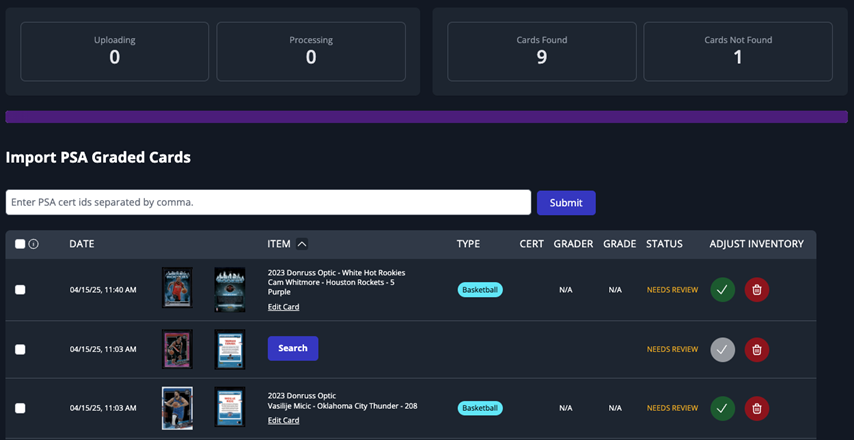 Uploading
0
Processing
0
Cards Found
9
Cards Not Found
1
Import PSA Graded Cards
Enter PSA cert ids separated by comma.
Submit
DATE ITEM TYPE CERT GRADER GRADE STATUS ADJUST INVENTORY
04/15/25, 11:40 AM
2023 Donruss Optic - White Hot Rookies
Cam Whitmore - Houston Rockets - 5
Purple
Edit Card
Basketball
N/A
N/A
NEEDS REVIEW
04/15/25, 11:03 AM
Search
NEEDS REVIEW
04/15/25, 11:03 AM
2023 Donruss Optic
Vasilije Micic - Oklahoma City Thunder - 208
Edit Card
Basketball
N/A
N/A
NEEDS REVIEW